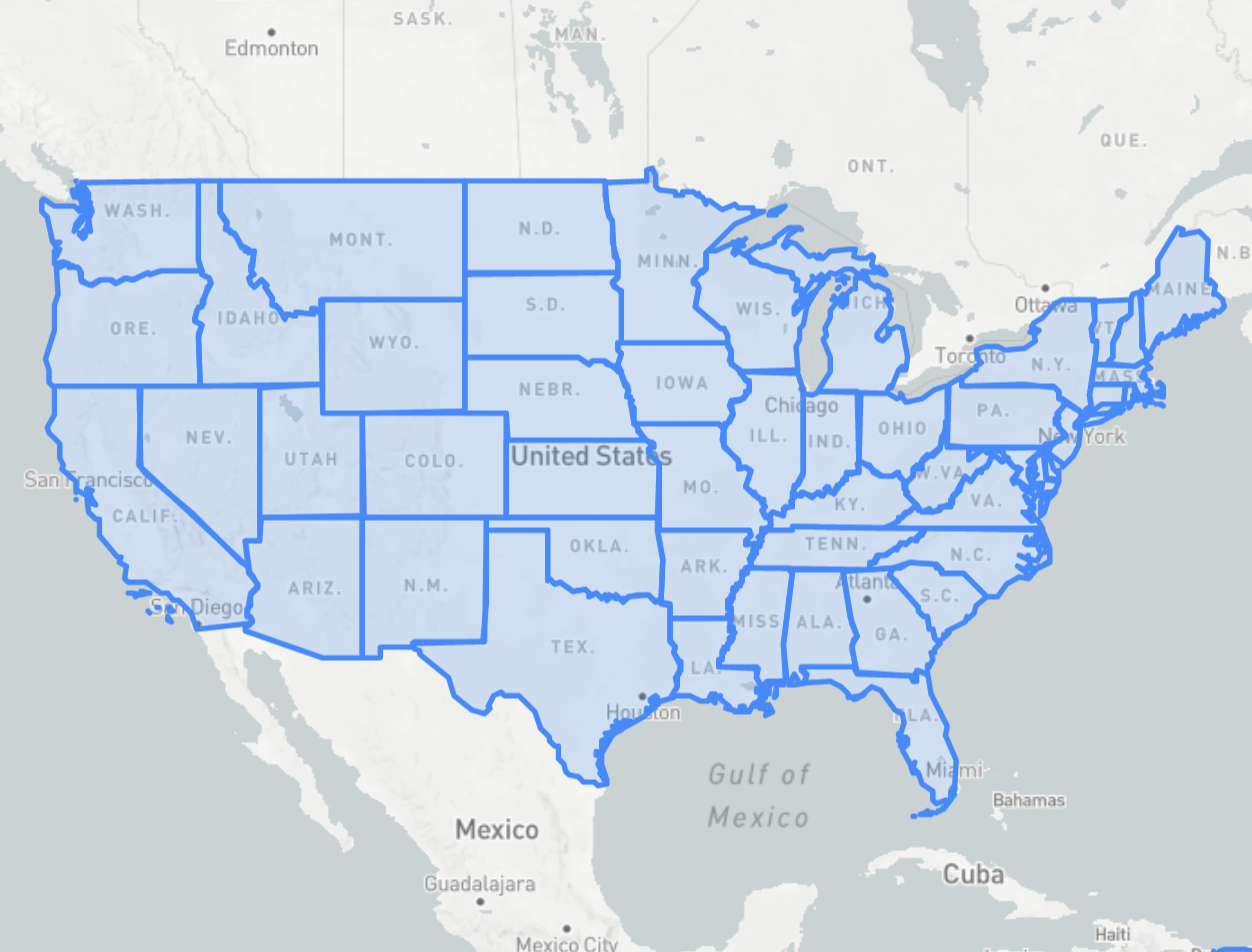 SASK.
MAN.
Edmonton
QUE.
ONT.
WASH.
N.D.
MONT.
N.B
MINN.
MAINE
S.D.
Ottawa
WIS.
MICH.
IDAHO
ORE.
VT.
WYO.
Toronto
N.Y.
MASS.
IOWA
NEBR.
Chicago
PA.
OHIO
NEV.
ILL.
IND.
New York
United States
UTAH
COLO.
W.VA.
San Francisco
MO.
VA.
KY.
CALIF.
TENN.
OKLA.
N.C.
ARK.
Atlanta
ARIZ.
N.M.
S.C.
San Diego
MISS.
ALA.
GA.
TEX.
LA.
Houston
FLA.
Miami
Gulf of
Mexico
Bahamas
Mexico
Cuba
Guadalajara
Haiti
Mexico City